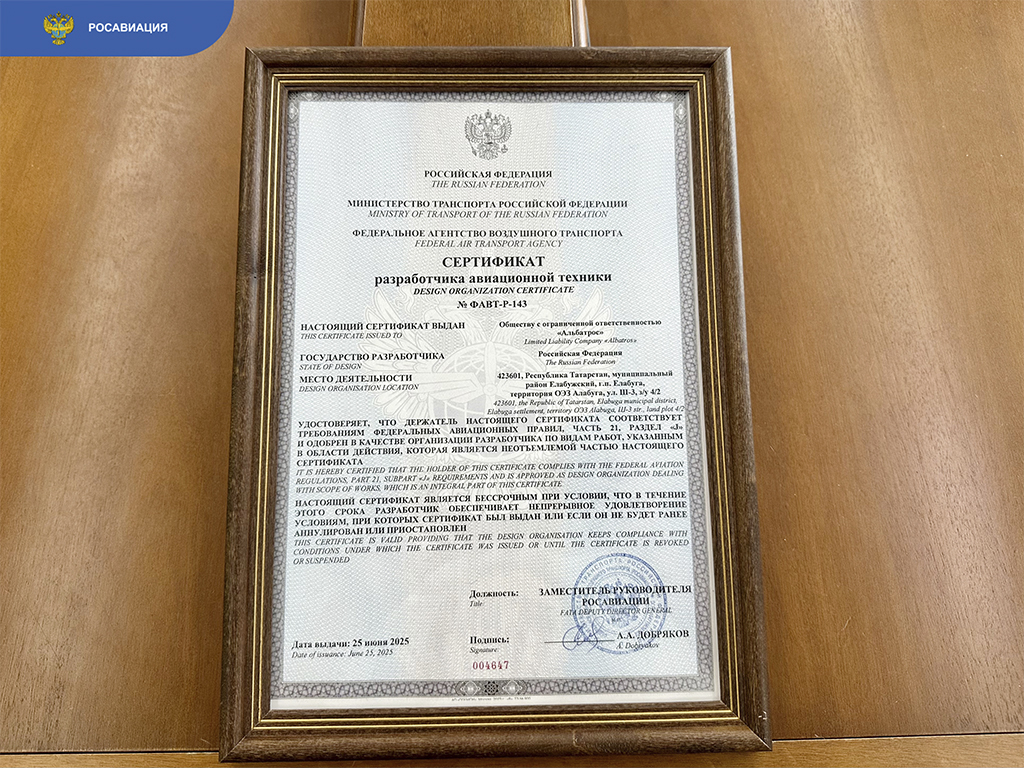 РОСАВИАЦИЯ
РОССИЙСКАЯ ФЕДЕРАЦИЯ
THE RUSSIAN FEDERATION
МИНИСТЕРСТВО ТРАНСПОРТА РОССИЙСКОЙ ФЕДЕРАЦИИ
MINISTRY OF TRANSPORT OF THE RUSSIAN FEDERATION
ФЕДЕРАЛЬНОЕ АГЕНТСТВО ВОЗДУШНОГО ТРАНСПОРТА
FEDERAL AIR TRANSPORT AGENCY
СЕРТИФИКАТ
разработчика авиационной техники
DESIGN ORGANIZATION CERTIFICATE
№ ФАВТ-Р-143
НАСТОЯЩИЙ СЕРТИФИКАТ ВЫДАН
THIS CERTIFICATE ISSUED TO
Обществу с ограниченной ответственностью
«Альбатрос»
Limited Liability Company «Albatros»
ГОСУДАРСТВО РАЗРАБОТЧИКА
STATE OF DESIGN
Российская Федерация
The Russian Federation
МЕСТО ДЕЯТЕЛЬНОСТИ
DESIGN ORGANISATION LOCATION
423601, Республика Татарстан, муниципальный
район Елабужский, г.п. Елабуга,
территория ОЭЗ Алабуга, ул. Ш-3, з/у 4/2
423601, the Republic of Tatarstan, Elabuga municipal district,
Elabuga settlement, territory ОЭЗ Alabuga, Ш-3 str., land plot 4/2
УДОСТОВЕРЯЕТ, ЧТО ДЕРЖАТЕЛЬ НАСТОЯЩЕГО СЕРТИФИКАТА СООТВЕТСТВУЕТ
ТРЕБОВАНИЯМ ФЕДЕРАЛЬНЫХ АВИАЦИОННЫХ ПРАВИЛ, ЧАСТЬ 21, РАЗДЕЛ «J»
И ОДОБРЕН В КАЧЕСТВЕ ОРГАНИЗАЦИИ РАЗРАБОТЧИКА ПО ВИДАМ РАБОТ, УКАЗАННЫМ
В ОБЛАСТИ ДЕЙСТВИЯ, КОТОРАЯ ЯВЛЯЕТСЯ НЕОТЪЕМЛЕМОЙ ЧАСТЬЮ НАСТОЯЩЕГО
СЕРТИФИКАТА
IT IS HEREBY CERTIFIED THAT THE HOLDER OF THIS CERTIFICATE COMPLIES WITH THE FEDERAL AVIATION
REGULATIONS, PART 21, SUBPART «J» REQUIREMENTS AND IS APPROVED AS DESIGN ORGANIZATION DEALING
WITH SCOPE OF WORKS, WHICH IS AN INTEGRAL PART OF THIS CERTIFICATE
НАСТОЯЩИЙ СЕРТИФИКАТ ЯВЛЯЕТСЯ БЕССРОЧНЫМ ПРИ УСЛОВИИ, ЧТО В ТЕЧЕНИЕ
ЭТОГО СРОКА РАЗРАБОТЧИК ОБЕСПЕЧИВАЕТ НЕПРЕРЫВНОЕ УДОВЛЕТВОРЕНИЕ
УСЛОВИЯМ, ПРИ КОТОРЫХ СЕРТИФИКАТ БЫЛ ВЫДАН ИЛИ ЕСЛИ ОН НЕ БУДЕТ РАНЕЕ
АННУЛИРОВАН ИЛИ ПРИОСТАНОВЛЕН
THIS CERTIFICATE IS VALID PROVIDING THAT THE DESIGN ORGANISATION KEEPS COMPLIANCE WITH
CONDITIONS UNDER WHICH THE CERTIFICATE WAS ISSUED OR UNTIL THE CERTIFICATE IS REVOKED
OR SUSPENDED
Должность:
Title:
ЗАМЕСТИТЕЛЬ РУКОВОДИТЕЛЯ
РОСАВИАЦИИ
FATA DEPUTY DIRECTOR GENERAL
Дата выдачи: 25 июня 2025
Date of issuance: June 25, 2025
Подпись:
Signature:
А.А. ДОБРЯКОВ
A. Dobryakov
004647